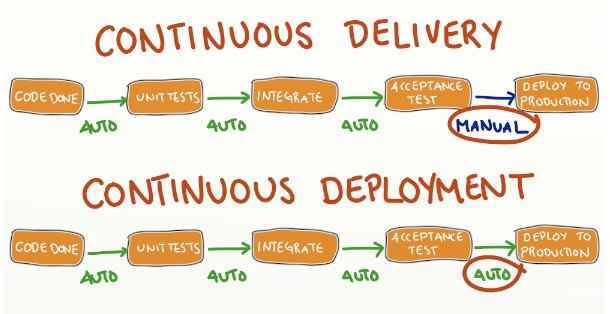 CONTINUOUS DELIVERY
CODE DONE
UNIT TESTS
INTEGRATE
ACCEPTANCE
TEST
DEPLOY TO
PRODUCTION
AUTO
AUTO
AUTO
MANUAL
CONTINUOUS DEPLOYMENT
CODE DONE
UNIT TESTS
INTEGRATE
ACCEPTANCE
TEST
DEPLOY TO
PRODUCTION
AUTO
AUTO
AUTO
AUTO